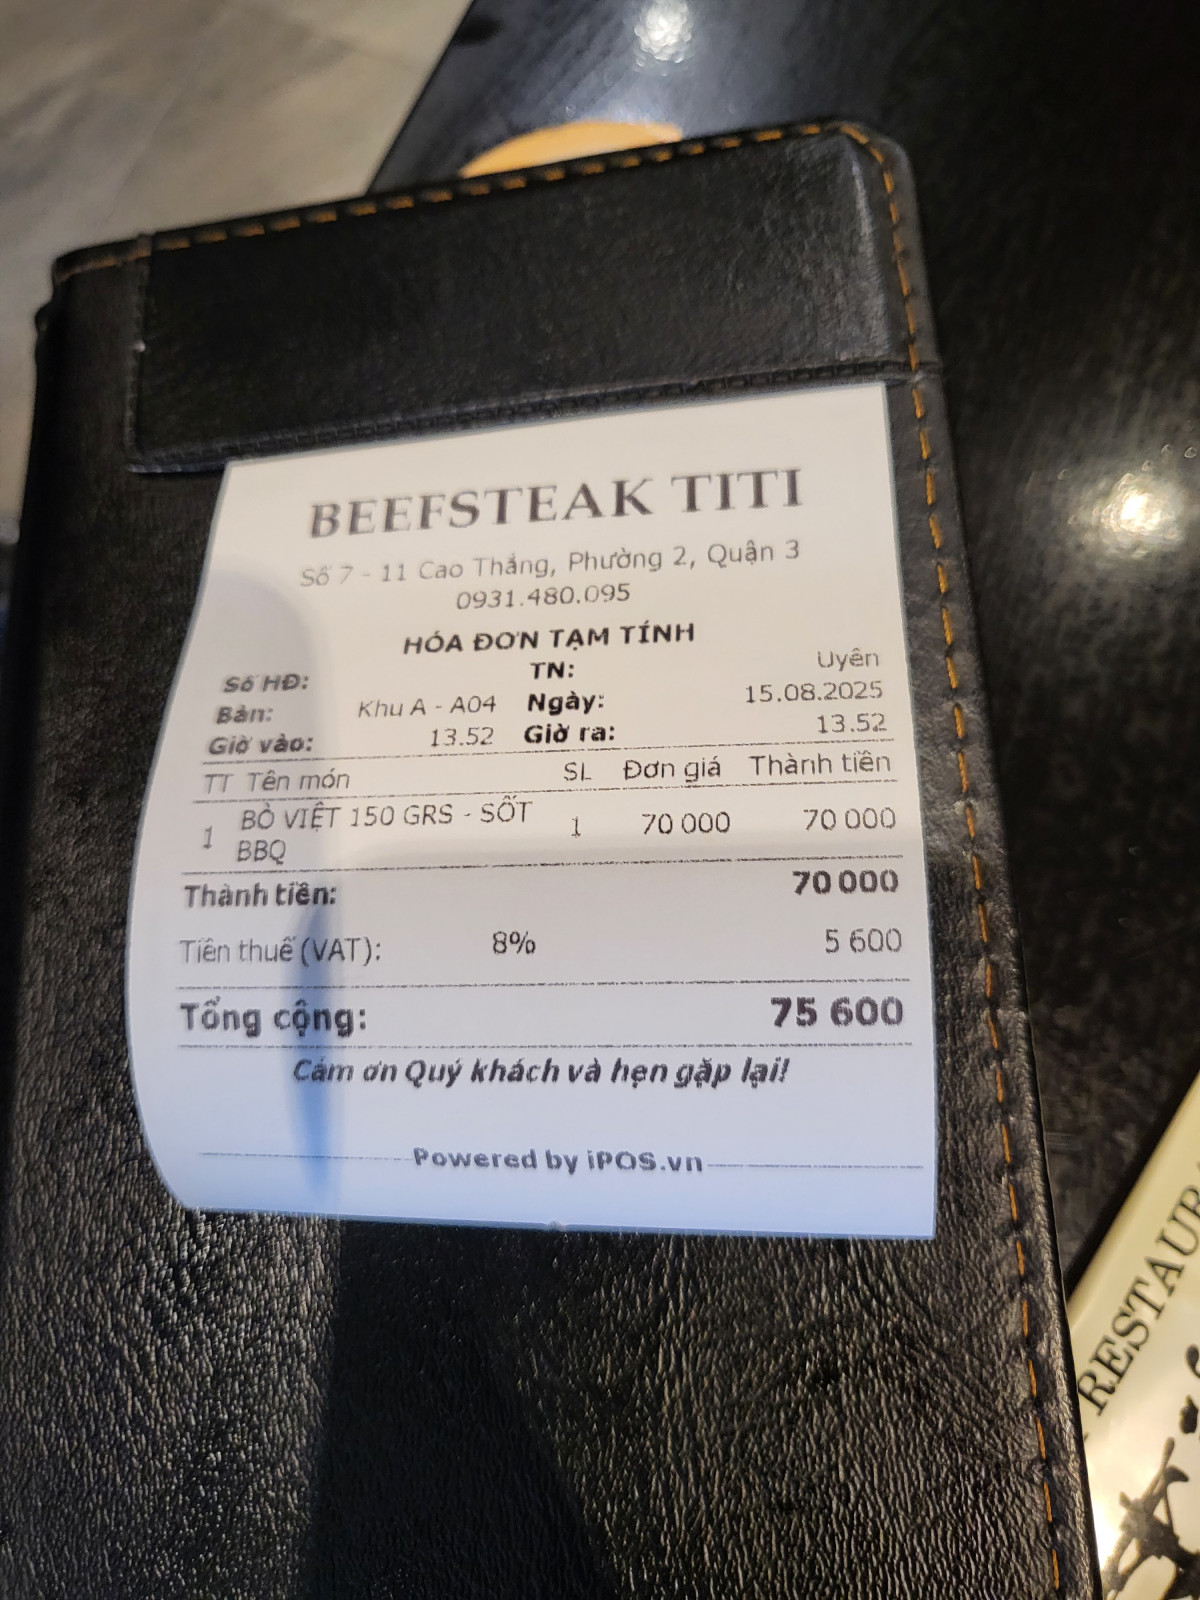 BEEFSTEAK TITI
Số 7 - 11 Cao Thắng, Phường 2, Quận 3
0931.480.095
HÓA ĐƠN TẠM TÍNH
Số HĐ: TN: Uyên
Bàn: Khu A - A04 Ngày: 15.08.2025
Giờ vào: 13.52 Giờ ra: 13.52
TT Tên món SL Đơn giá Thành tiền
1 BÒ VIỆT 150 GRS - SỐT 1 70 000 70 000
BBQ
Thành tiền: 70 000
Tiền thuế (VAT): 8% 5 600
Tổng cộng: 75 600
Cảm ơn Quý khách và hẹn gặp lại!
Powered by iPOS.vn